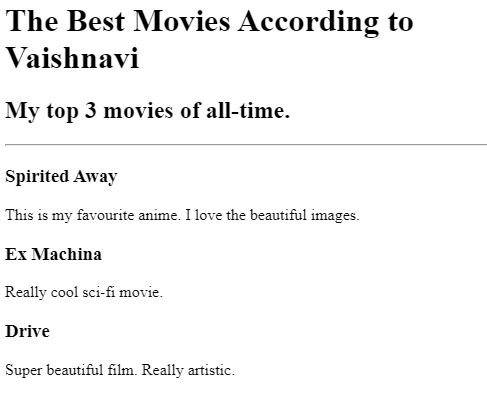 The Best Movies According to
Vaishnavi
My top 3 movies of all-time.
Spirited Away
This is my favourite anime. I love the beautiful images.
Ex Machina
Really cool sci-fi movie.
Drive
Super beautiful film. Really artistic.